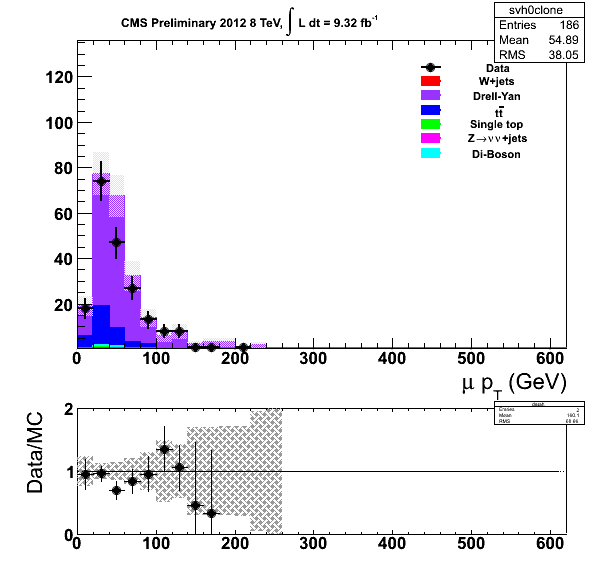 CMS Preliminary 2012 8 TeV, ∫ L dt = 9.32 fb⁻¹
svh0clone
Entries 186
Mean 54.89
RMS 38.05
Data
W+jets
Drell-Yan
tt̅
Single top
Z→νν+jets
Di-Boson
120
100
80
60
40
20
0 100 200 300 400 500 600
μ p_T (GeV)
Entries
Mean
RMS
Data/MC
2
1
0
0 100 200 300 400 500 600